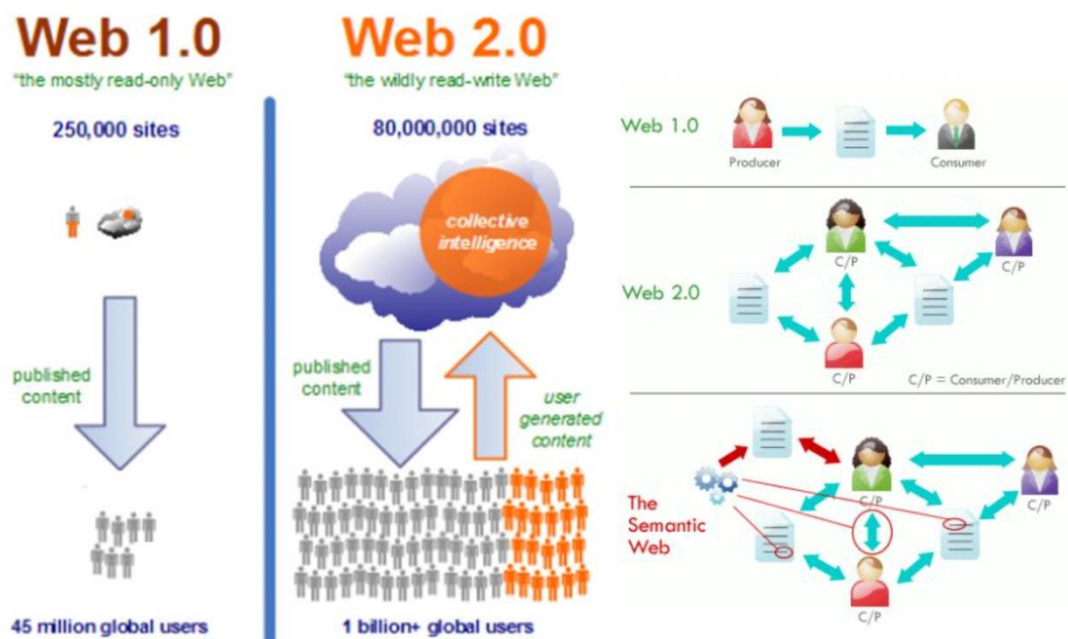 Web 1.0
"the mostly read-only Web"
250,000 sites
published
content
45 million global users
Web 2.0
"the wildly read-write Web"
80,000,000 sites
collective
intelligence
published
content
user
generated
content
1 billion+ global users
Web 1.0
Producer
Consumer
Web 2.0
C/P
C/P
C/P
C/P = Consumer/Producer
The
Semantic
Web
C/P
C/P
C/P